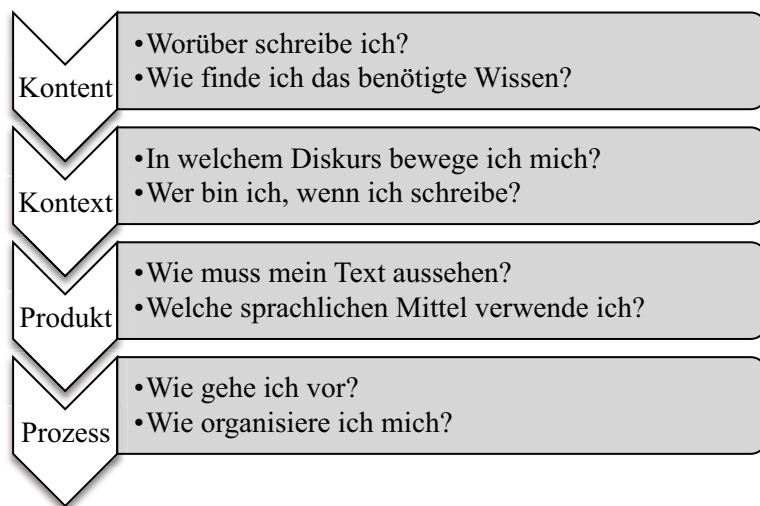 Kontent
•Worüber schreibe ich?
•Wie finde ich das benötigte Wissen?
Kontext
•In welchem Diskurs bewege ich mich?
•Wer bin ich, wenn ich schreibe?
Produkt
•Wie muss mein Text aussehen?
•Welche sprachlichen Mittel verwende ich?
Prozess
•Wie gehe ich vor?
•Wie organisiere ich mich?